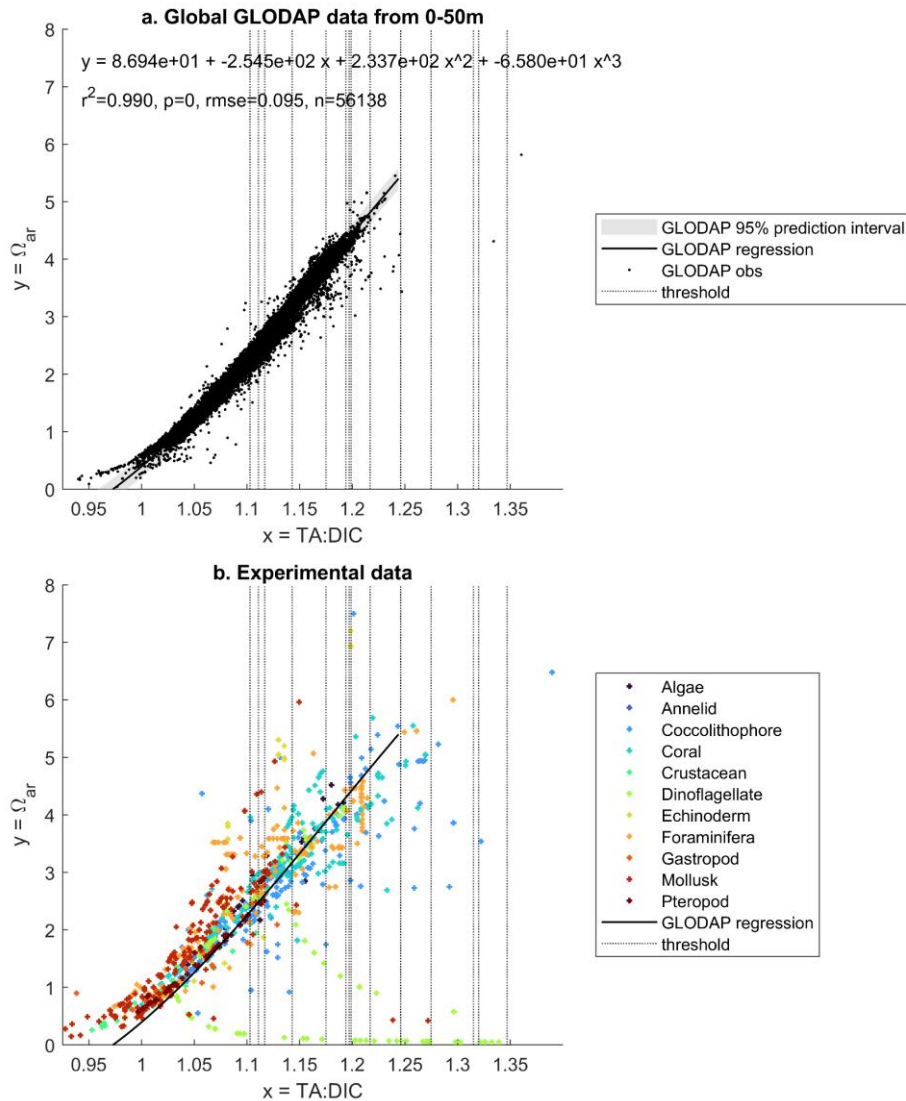 a. Global GLODAP data from 0-50m
y = 8.694e+01 + -2.545e+02 x + 2.337e+02 x^2 + -6.580e+01 x^3
r2=0.990, p=0, rmse=0.095, n=56138
8
7
6
5
4
3
2
1
0
y = Ωar
0.95 1 1.05 1.1 1.15 1.2 1.25 1.3 1.35
x = TA:DIC
GLODAP 95% prediction interval
GLODAP regression
GLODAP obs
threshold
b. Experimental data
8
7
6
5
4
3
2
1
0
y = Ωar
0.95 1 1.05 1.1 1.15 1.2 1.25 1.3 1.35
x = TA:DIC
Algae
Annelid
Coccolithophore
Coral
Crustacean
Dinoflagellate
Echinoderm
Foraminifera
Gastropod
Mollusk
Pteropod
GLODAP regression
threshold